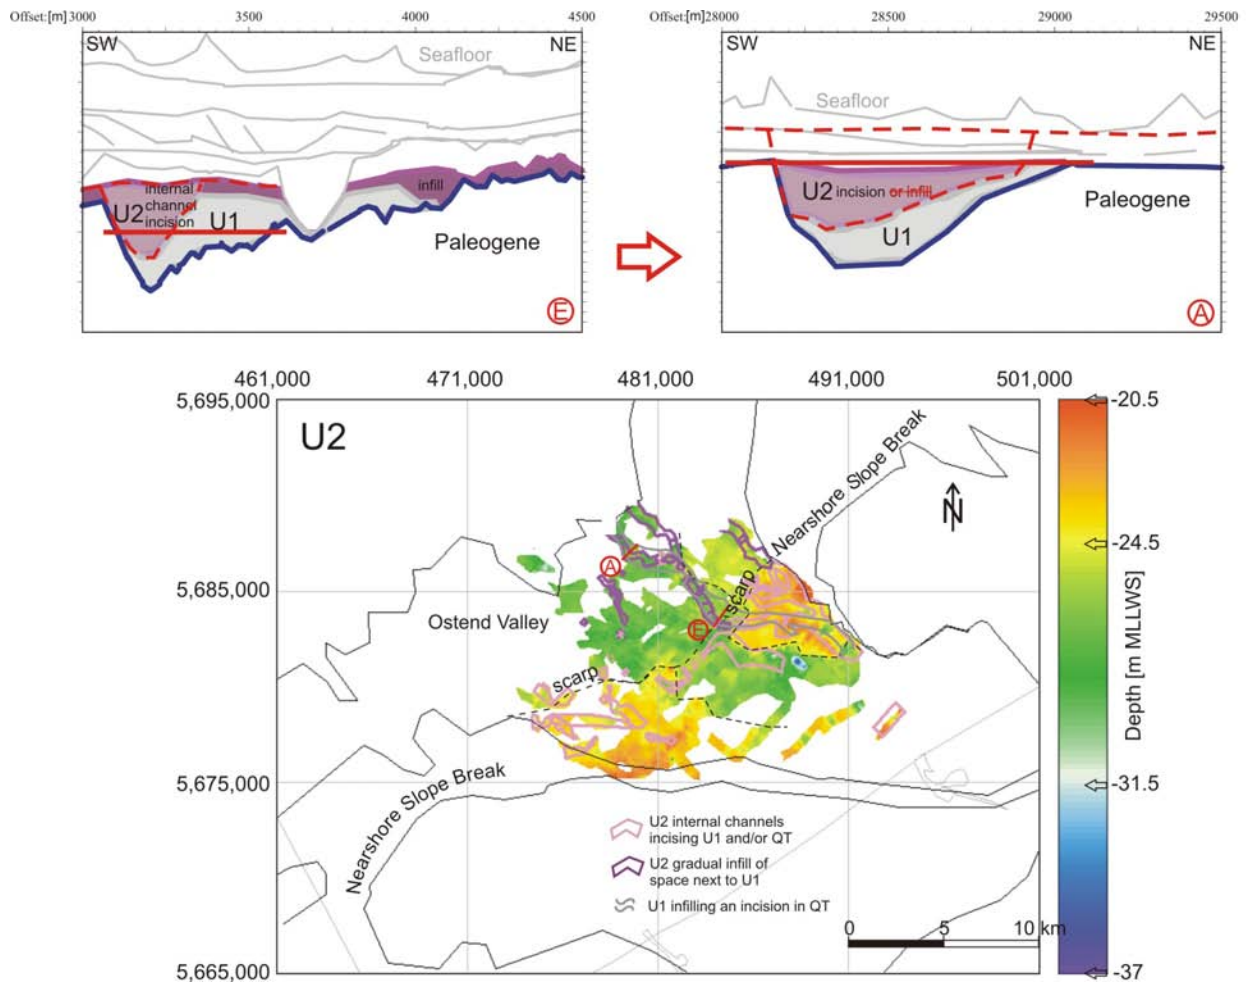 Offset:[m] 3000 3500 4000 4500
SW NE
Seafloor
internal
channel
incision
U2
U1
infill
Paleogene
E
Offset:[m] 28000 28500 29000 29500
SW NE
Seafloor
U2 incision or infill
U1
Paleogene
A
461,000 471,000 481,000 491,000 501,000
5,695,000
5,685,000
5,675,000
5,665,000
U2
Nearshore Slope Break
N
A
E
scarp
Ostend Valley
scarp
Nearshore Slope Break
U2 internal channels
incising U1 and/or QT
U2 gradual infill of
space next to U1
U1 infilling an incision in QT
0 5 10 km
-20.5
-24.5
-31.5
-37
Depth [m MLLWS]